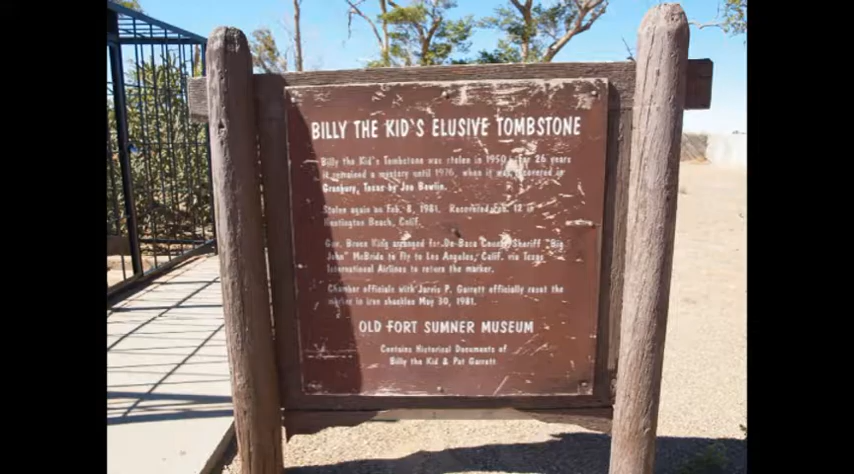 BILLY THE KID'S ELUSIVE TOMBSTONE
Billy the Kid's Tombstone was stolen in 1950. For 26 years
it remained a mystery until 1976, when it was recovered in
Granbury, Texas by Joe Bowlin.
Stolen again on Feb. 8, 1981. Recovered Feb. 12 in
Huntington Beach, Calif.
Gov. Bruce King arranged for De Baca County Sheriff "Big
John" McBride to fly to Los Angeles, Calif. via Texas
International Airlines to return the marker.
Chamber officials with Jarvis P. Garrett officially reset the
marker in iron shackles May 30, 1981.
OLD FORT SUMNER MUSEUM
Contains Historical Documents of
Billy the Kid & Pat Garrett